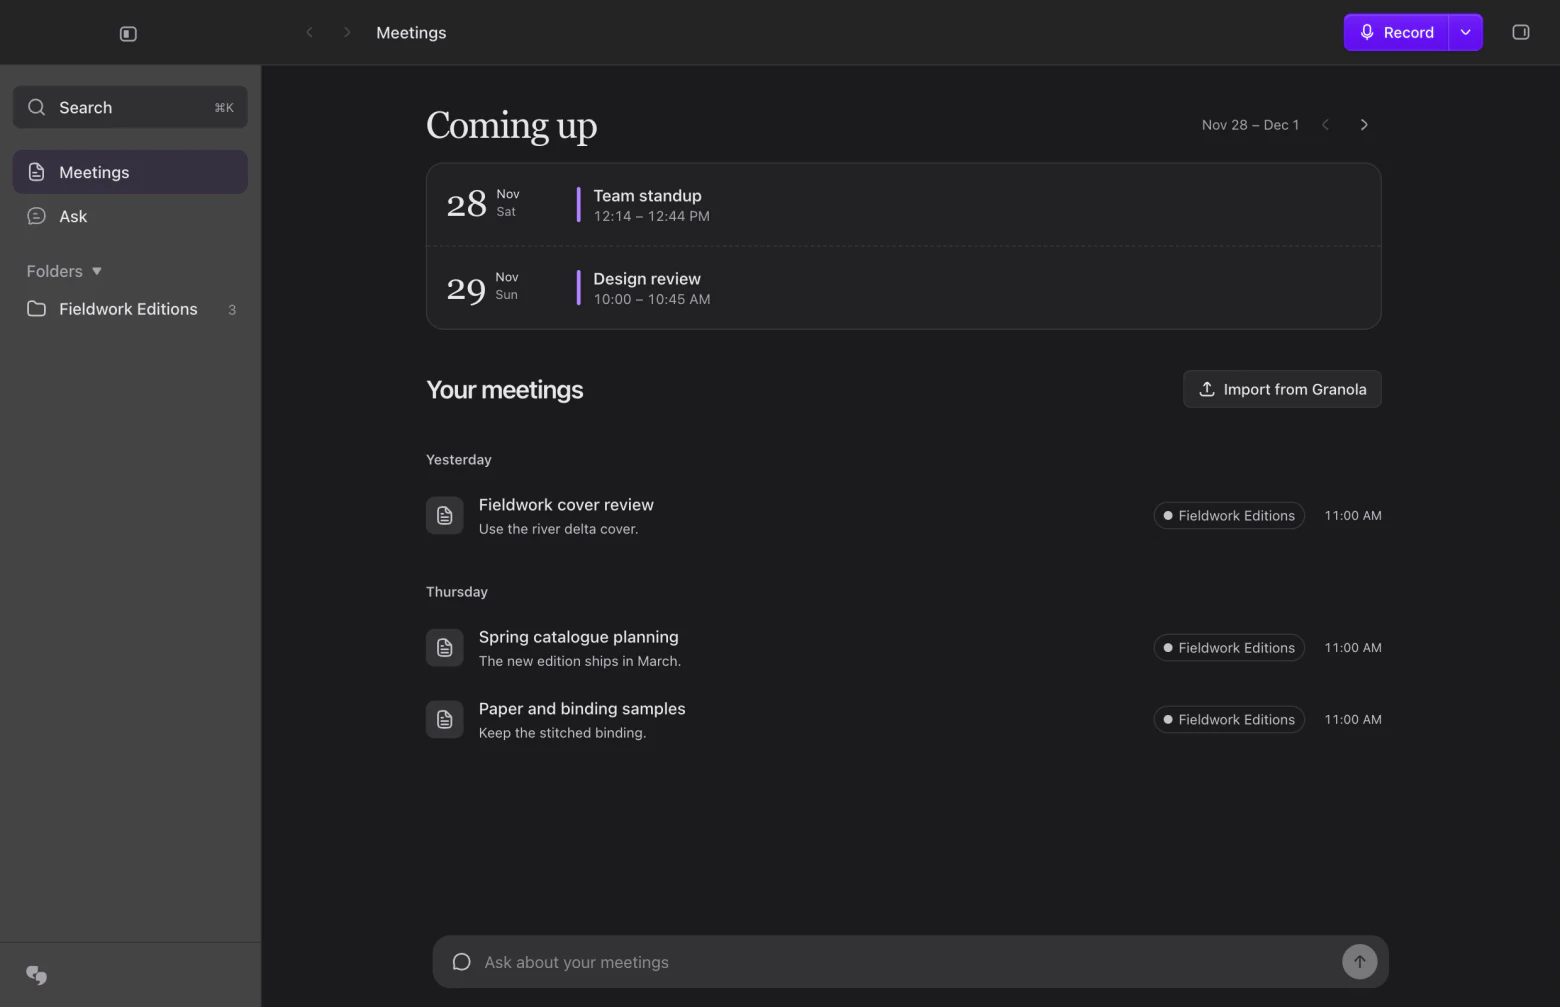 Meetings
Record
Search ⌘K
Meetings
Ask
Folders
Fieldwork Editions 3
Coming up
Nov 28 – Dec 1
28 Nov Sat
Team standup
12:14 – 12:44 PM
29 Nov Sun
Design review
10:00 – 10:45 AM
Your meetings
Import from Granola
Yesterday
Fieldwork cover review
Use the river delta cover.
Fieldwork Editions 11:00 AM
Thursday
Spring catalogue planning
The new edition ships in March.
Fieldwork Editions 11:00 AM
Paper and binding samples
Keep the stitched binding.
Fieldwork Editions 11:00 AM
Ask about your meetings